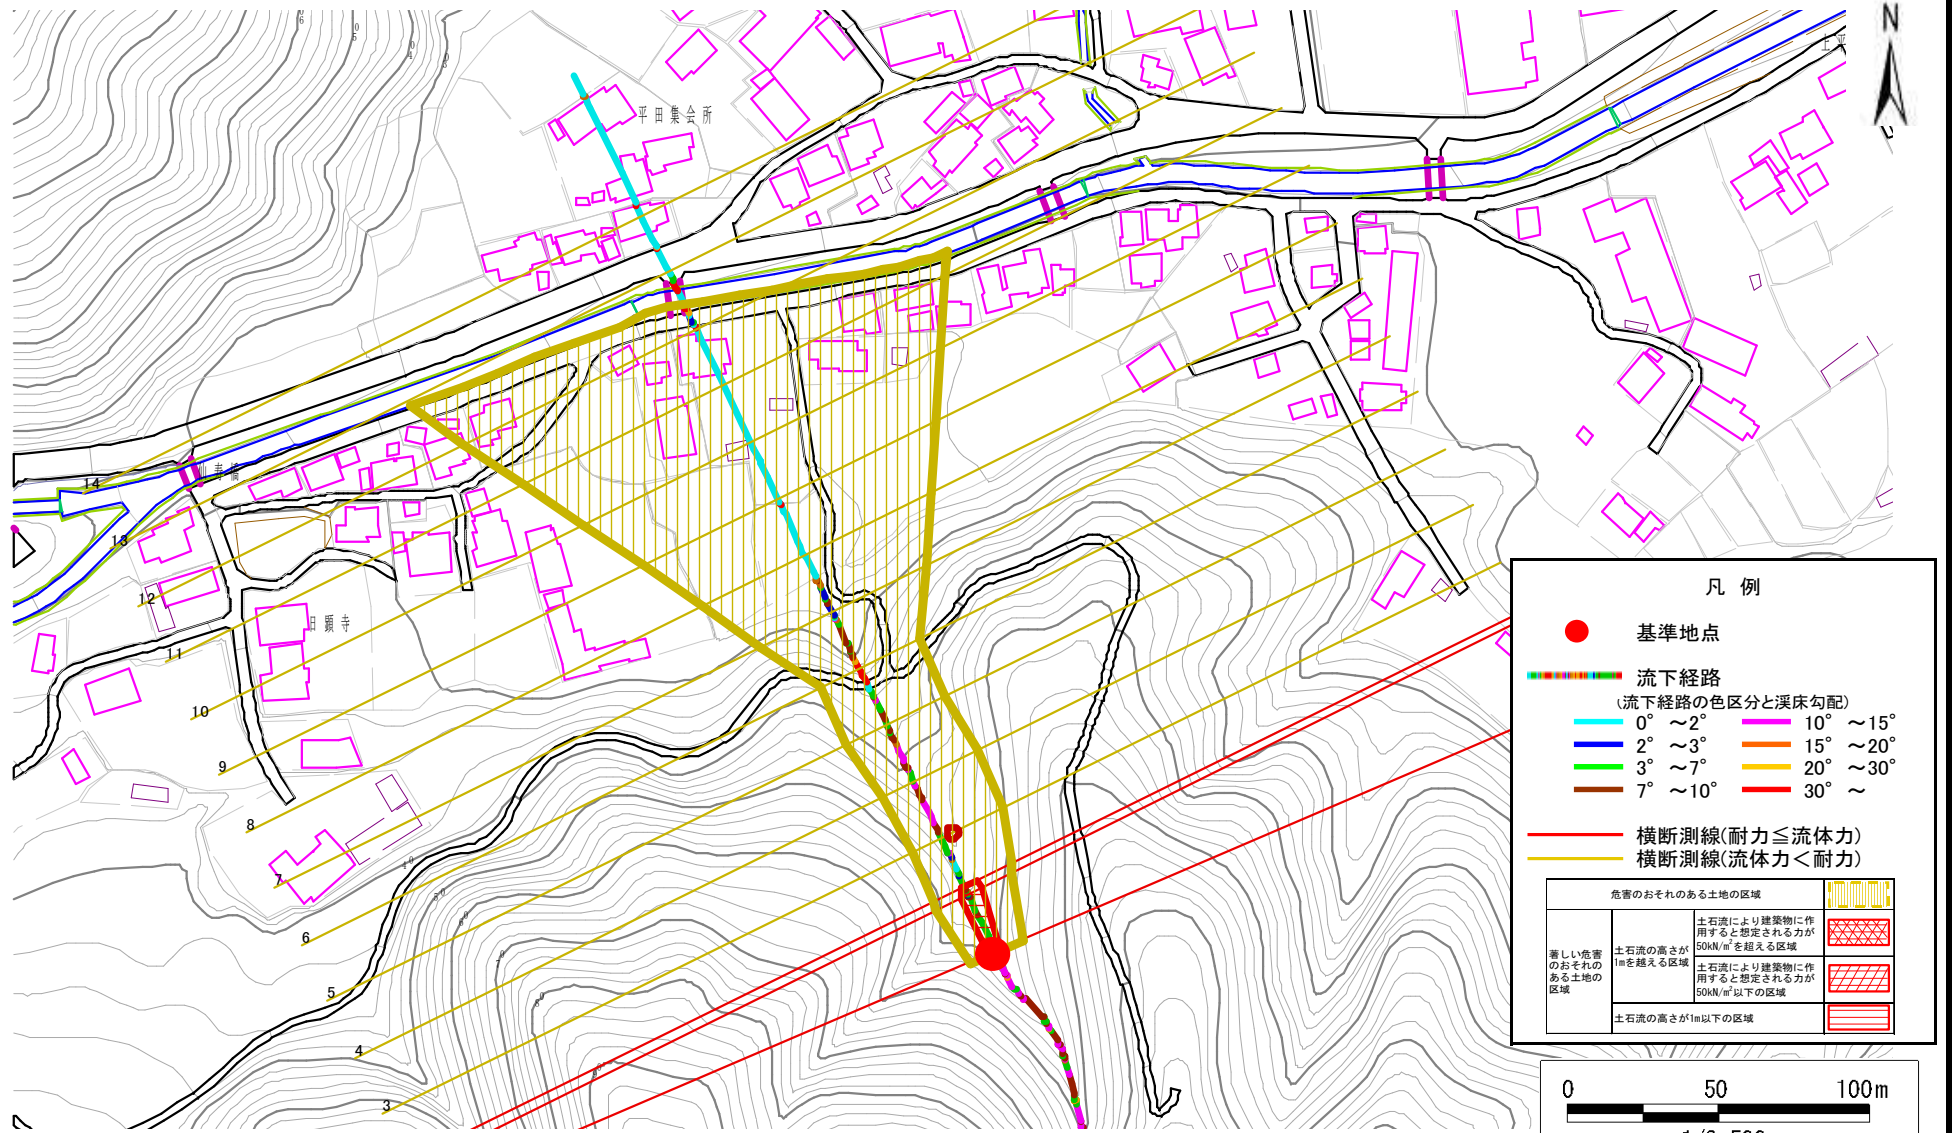 N
平田集会所
寿橋
顕寺
14
13
12
11
10
9
8
7
6
5
4
3
凡 例
基準地点
流下経路
(流下経路の色区分と渓床勾配)
0° ～2°
10° ～15°
2° ～3°
15° ～20°
3° ～7°
20° ～30°
7° ～10°
30° ～
横断測線(耐力≦流体力)
横断測線(流体力＜耐力)
危害のおそれのある土地の区域
著しい危害
のおそれの
ある土地の
区域
土石流の高さが
1mを越える区域
土石流により建築物に作
用すると想定される力が
50kN/m²を超える区域
土石流により建築物に作
用すると想定される力が
50kN/m²以下の区域
土石流の高さが1m以下の区域
0 50 100m